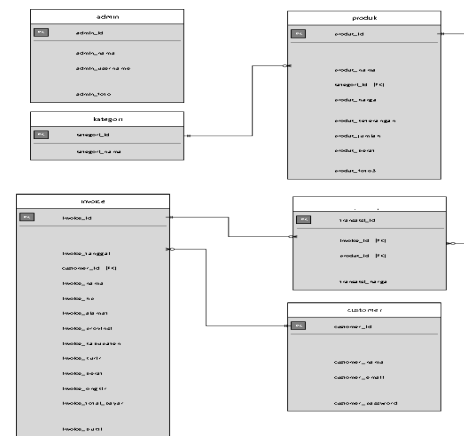 admin
PK admin_id
admin_nama
admin_username
admin_foto
kategori
PK kategori_id
kategori_nama
produk
PK produk_id
produk_nama
kategori_id (FK)
produk_harga
produk_keterangan
produk_jumlah
produk_berat
produk_foto3
invoice
PK invoice_id
invoice_tanggal
customer_id (FK)
invoice_nama
invoice_hp
invoice_alamat
invoice_provinsi
invoice_kabupaten
invoice_kurir
invoice_berat
invoice_ongkir
invoice_total_bayar
invoice_bukti
PK transaksi_id
invoice_id (FK)
produk_id (FK)
transaksi_harga
customer
PK customer_id
customer_nama
customer_email
customer_password